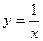 y = 1/x